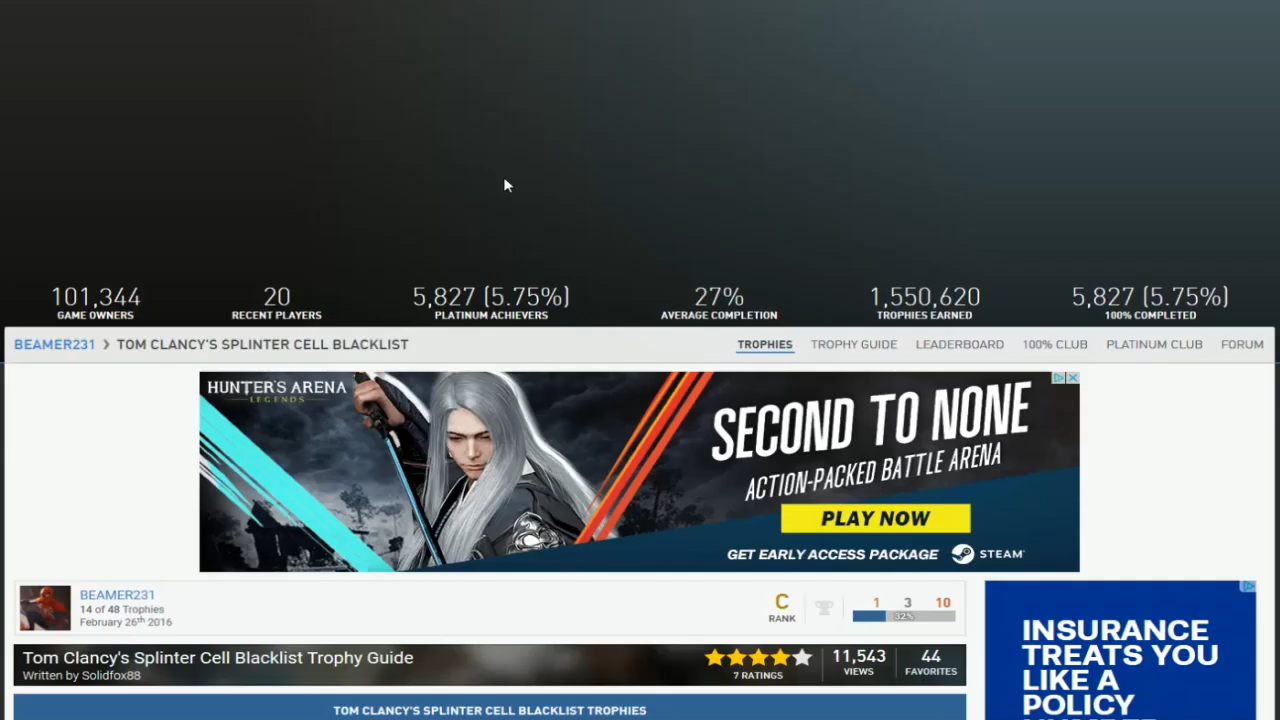 101,344
GAME OWNERS
20
RECENT PLAYERS
5,827 (5.75%)
PLATINUM ACHIEVERS
27%
AVERAGE COMPLETION
1,550,620
TROPHIES EARNED
5,827 (5.75%)
100% COMPLETED
BEAMER231 > TOM CLANCY'S SPLINTER CELL BLACKLIST
TROPHIES TROPHY GUIDE LEADERBOARD 100% CLUB PLATINUM CLUB FORUM
HUNTER'S ARENA
LEGENDS
SECOND TO NONE
ACTION-PACKED BATTLE ARENA
PLAY NOW
GET EARLY ACCESS PACKAGE STEAM
BEAMER231
14 of 48 Trophies
February 26th 2016
C
RANK
1 3 10
32%
INSURANCE
TREATS YOU
LIKE A
POLICY
Tom Clancy's Splinter Cell Blacklist Trophy Guide
Written by Solidfox88
7 RATINGS
11,543
VIEWS
44
FAVORITES
TOM CLANCY'S SPLINTER CELL BLACKLIST TROPHIES